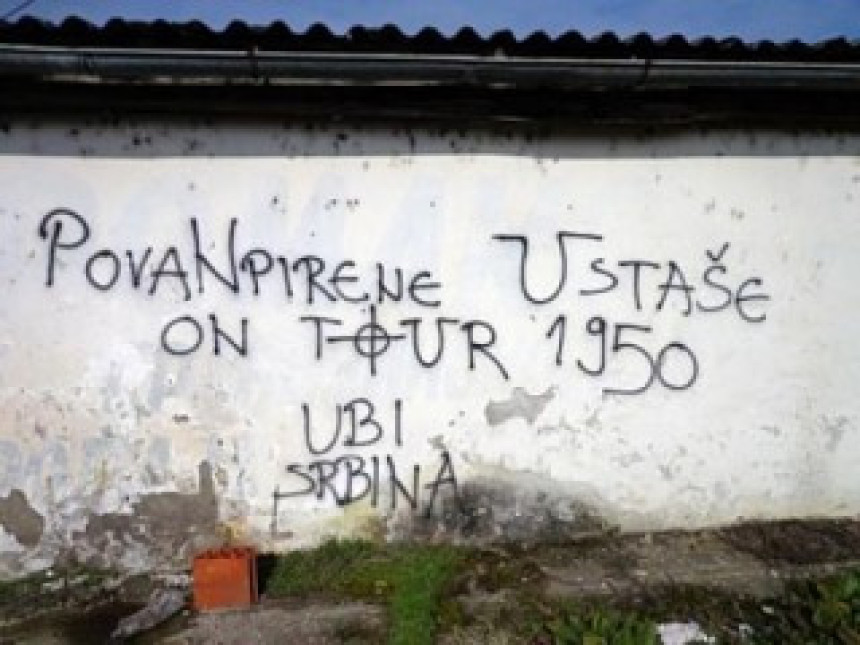 POVANPIRENE USTAŠE
ON TOUR 1950
UBI
SRBINA